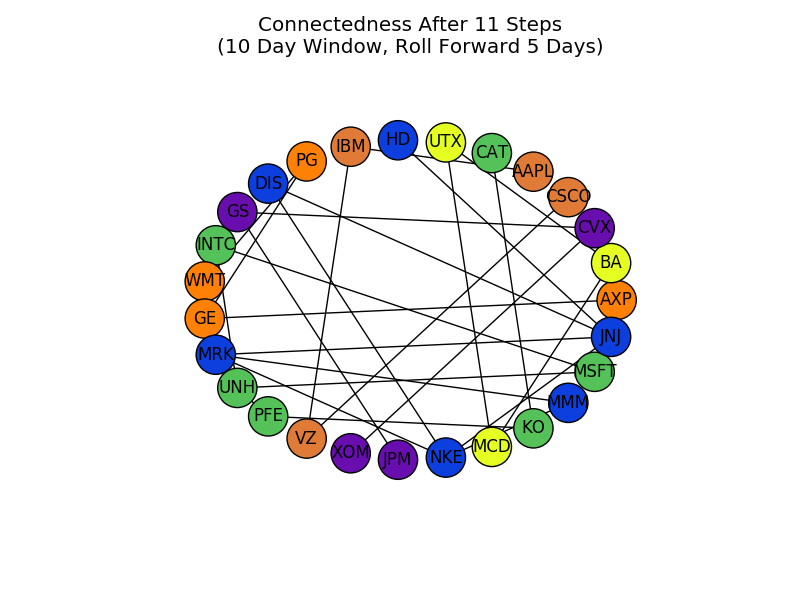 Connectedness After 11 Steps
(10 Day Window, Roll Forward 5 Days)
HD
UTX
IBM
CAT
PG
AAPL
DIS
CSCO
GS
CVX
INTC
BA
WMT
AXP
GE
JNJ
MRK
MSFT
UNH
MMM
PFE
KO
VZ
MCD
XOM
JPM
NKE